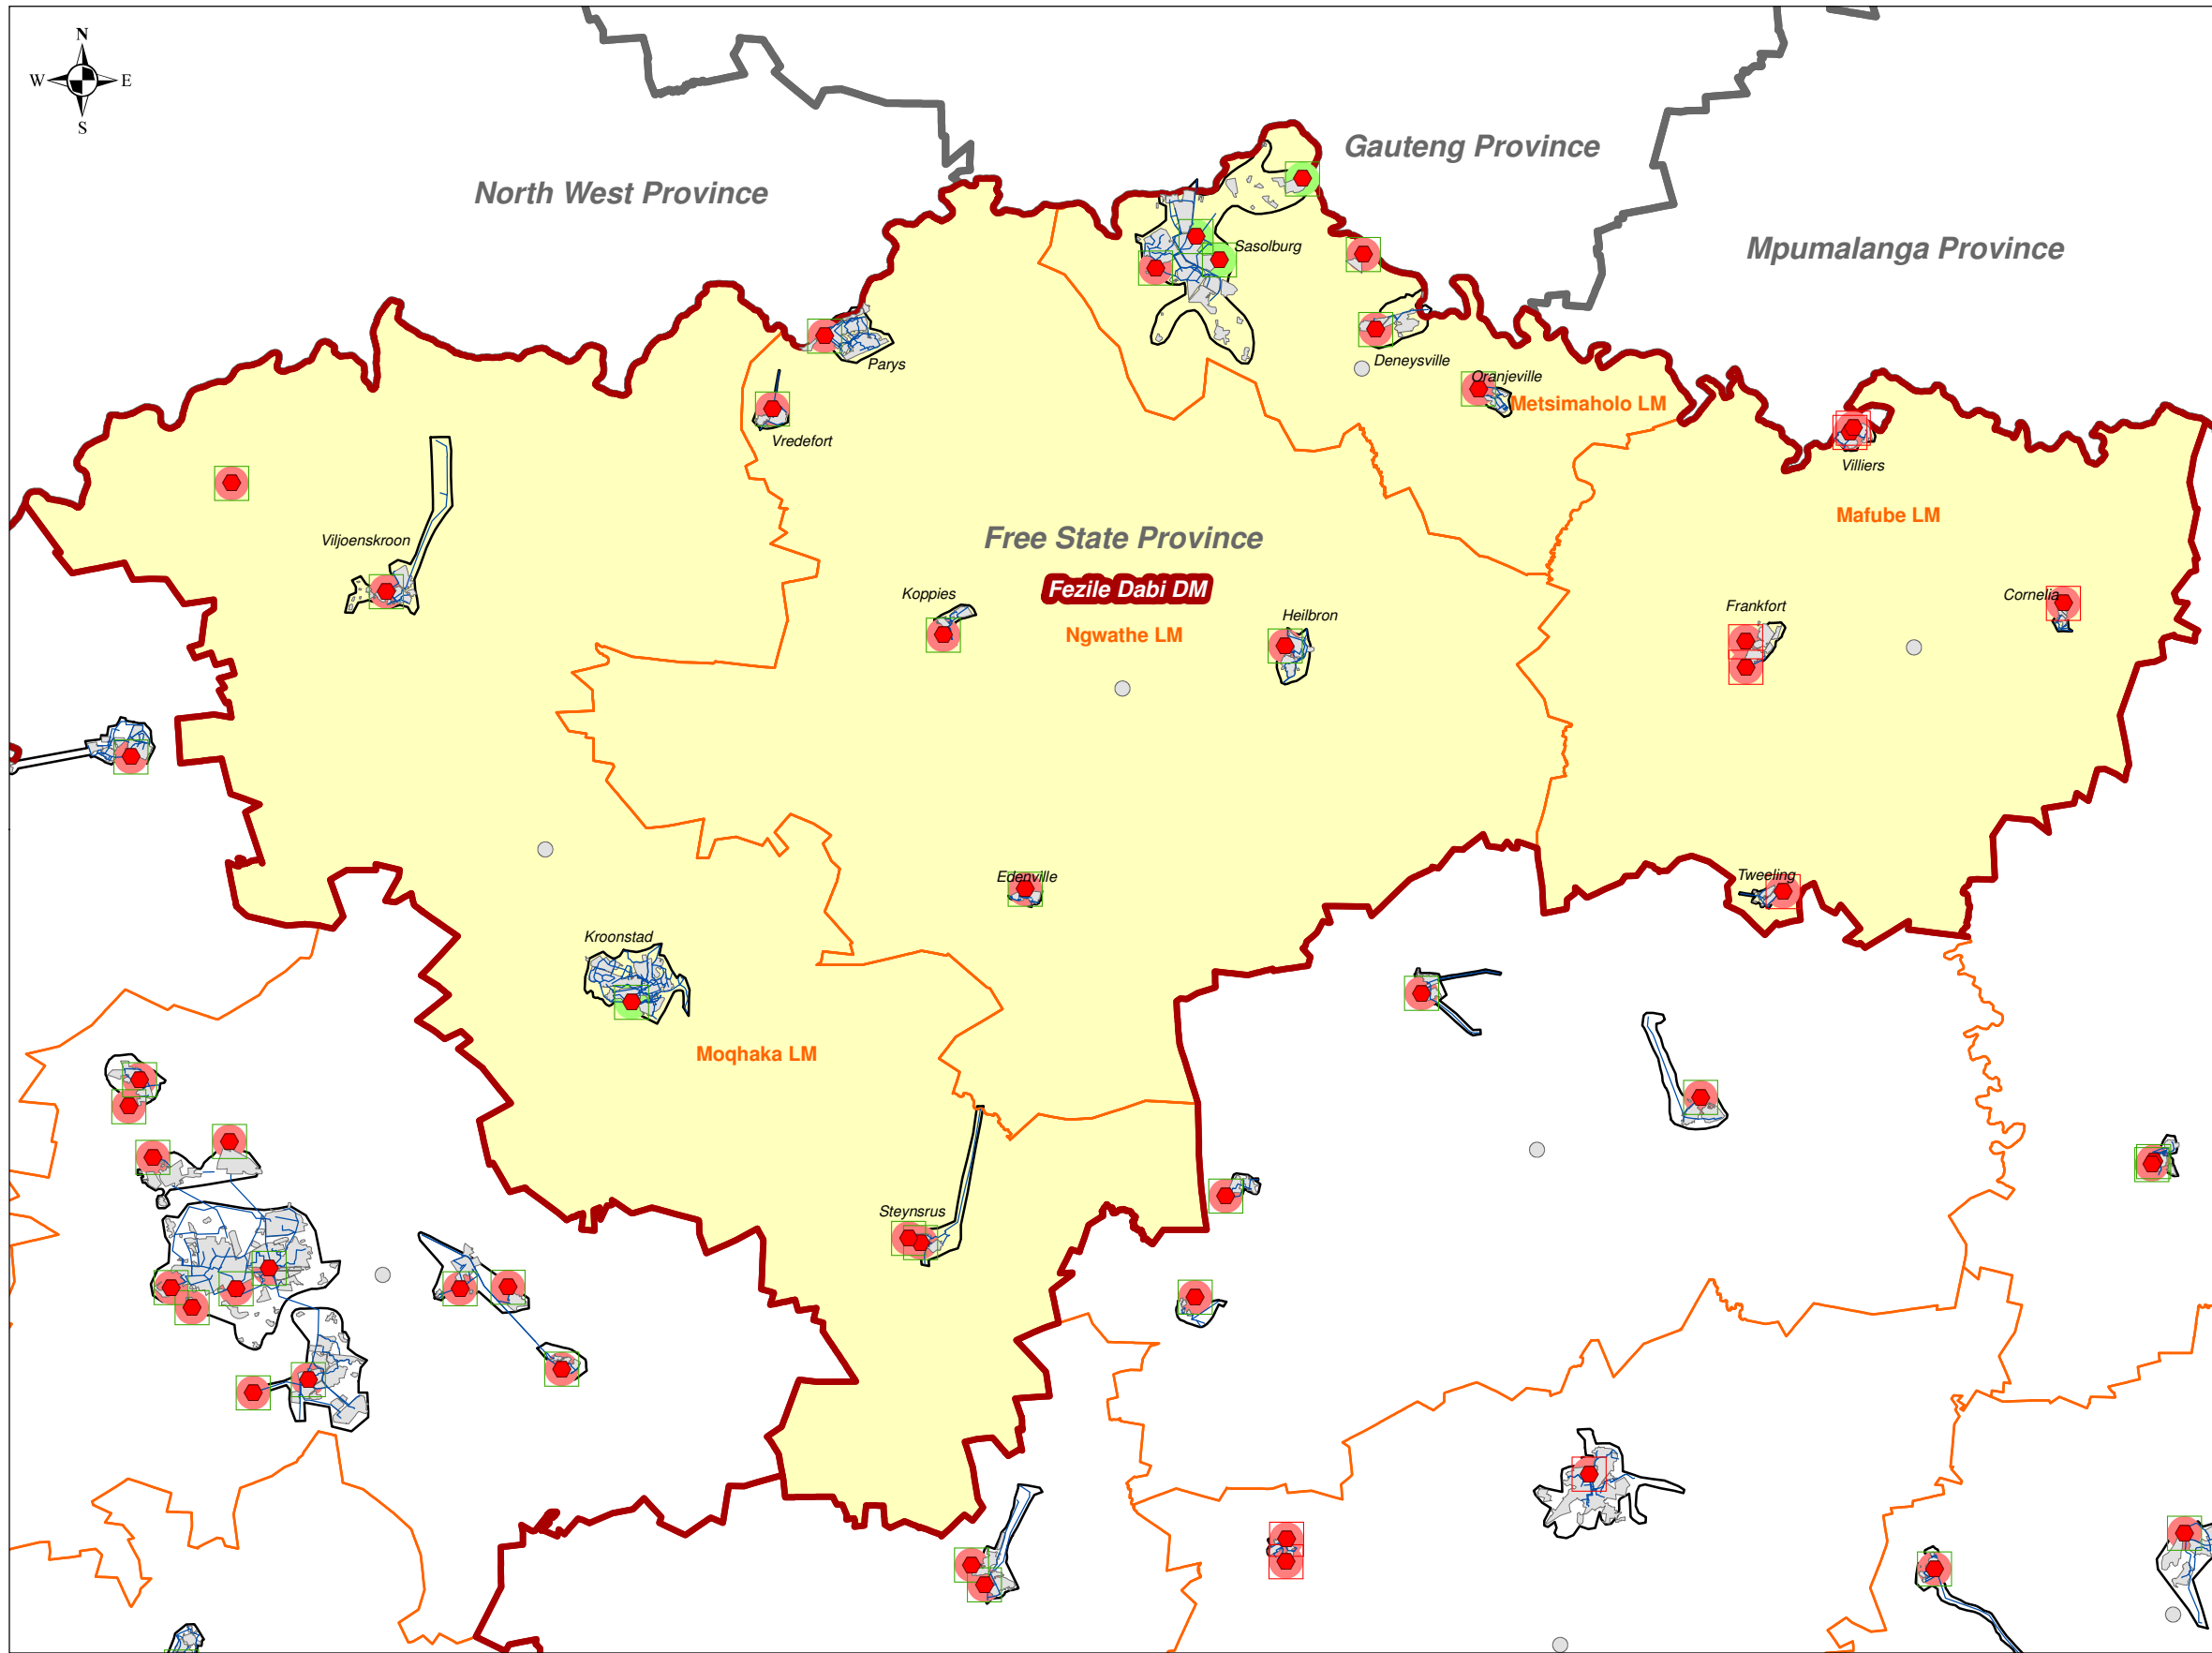 N
W E
S
Gauteng Province
North West Province
Mpumalanga Province
Sasolburg
Parys
Deneysville
Oranjeville
Metsimaholo LM
Vredefort
Villiers
Mafube LM
Viljoenskroon
Free State Province
Fezile Dabi DM
Koppies
Cornelia
Frankfort
Heilbron
Ngwathe LM
Edenville
Tweeling
Kroonstad
Moqhaka LM
Steynsrus